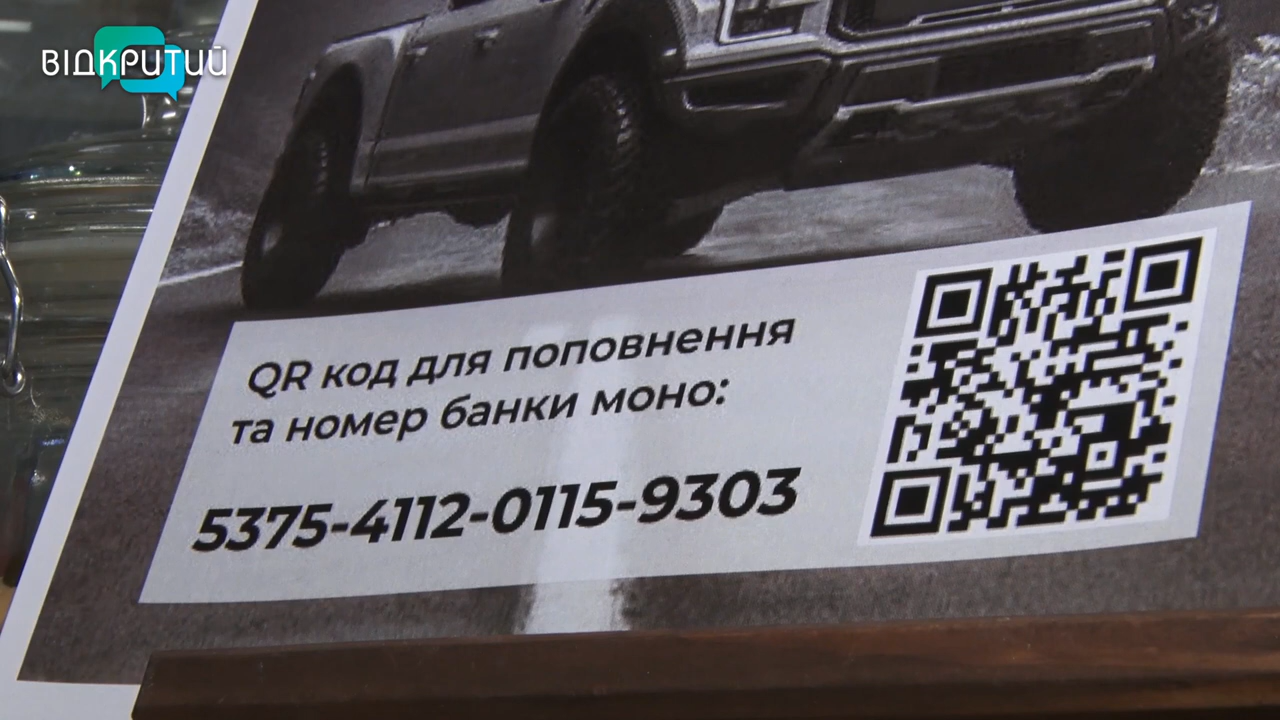 ВІДКРИТИЙ
QR код для поповнення
та номер банки моно:
5375-4112-0115-9303